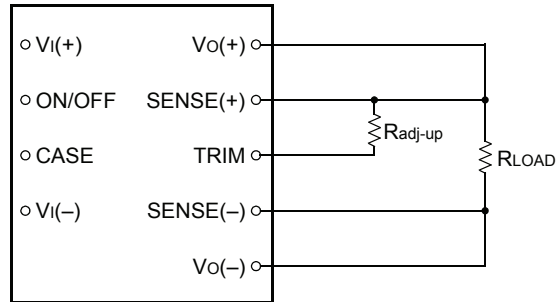 VI(+) VO(+)
ON/OFF SENSE(+)
Radj-up
CASE TRIM
RLOAD
VI(–) SENSE(–)
VO(–)